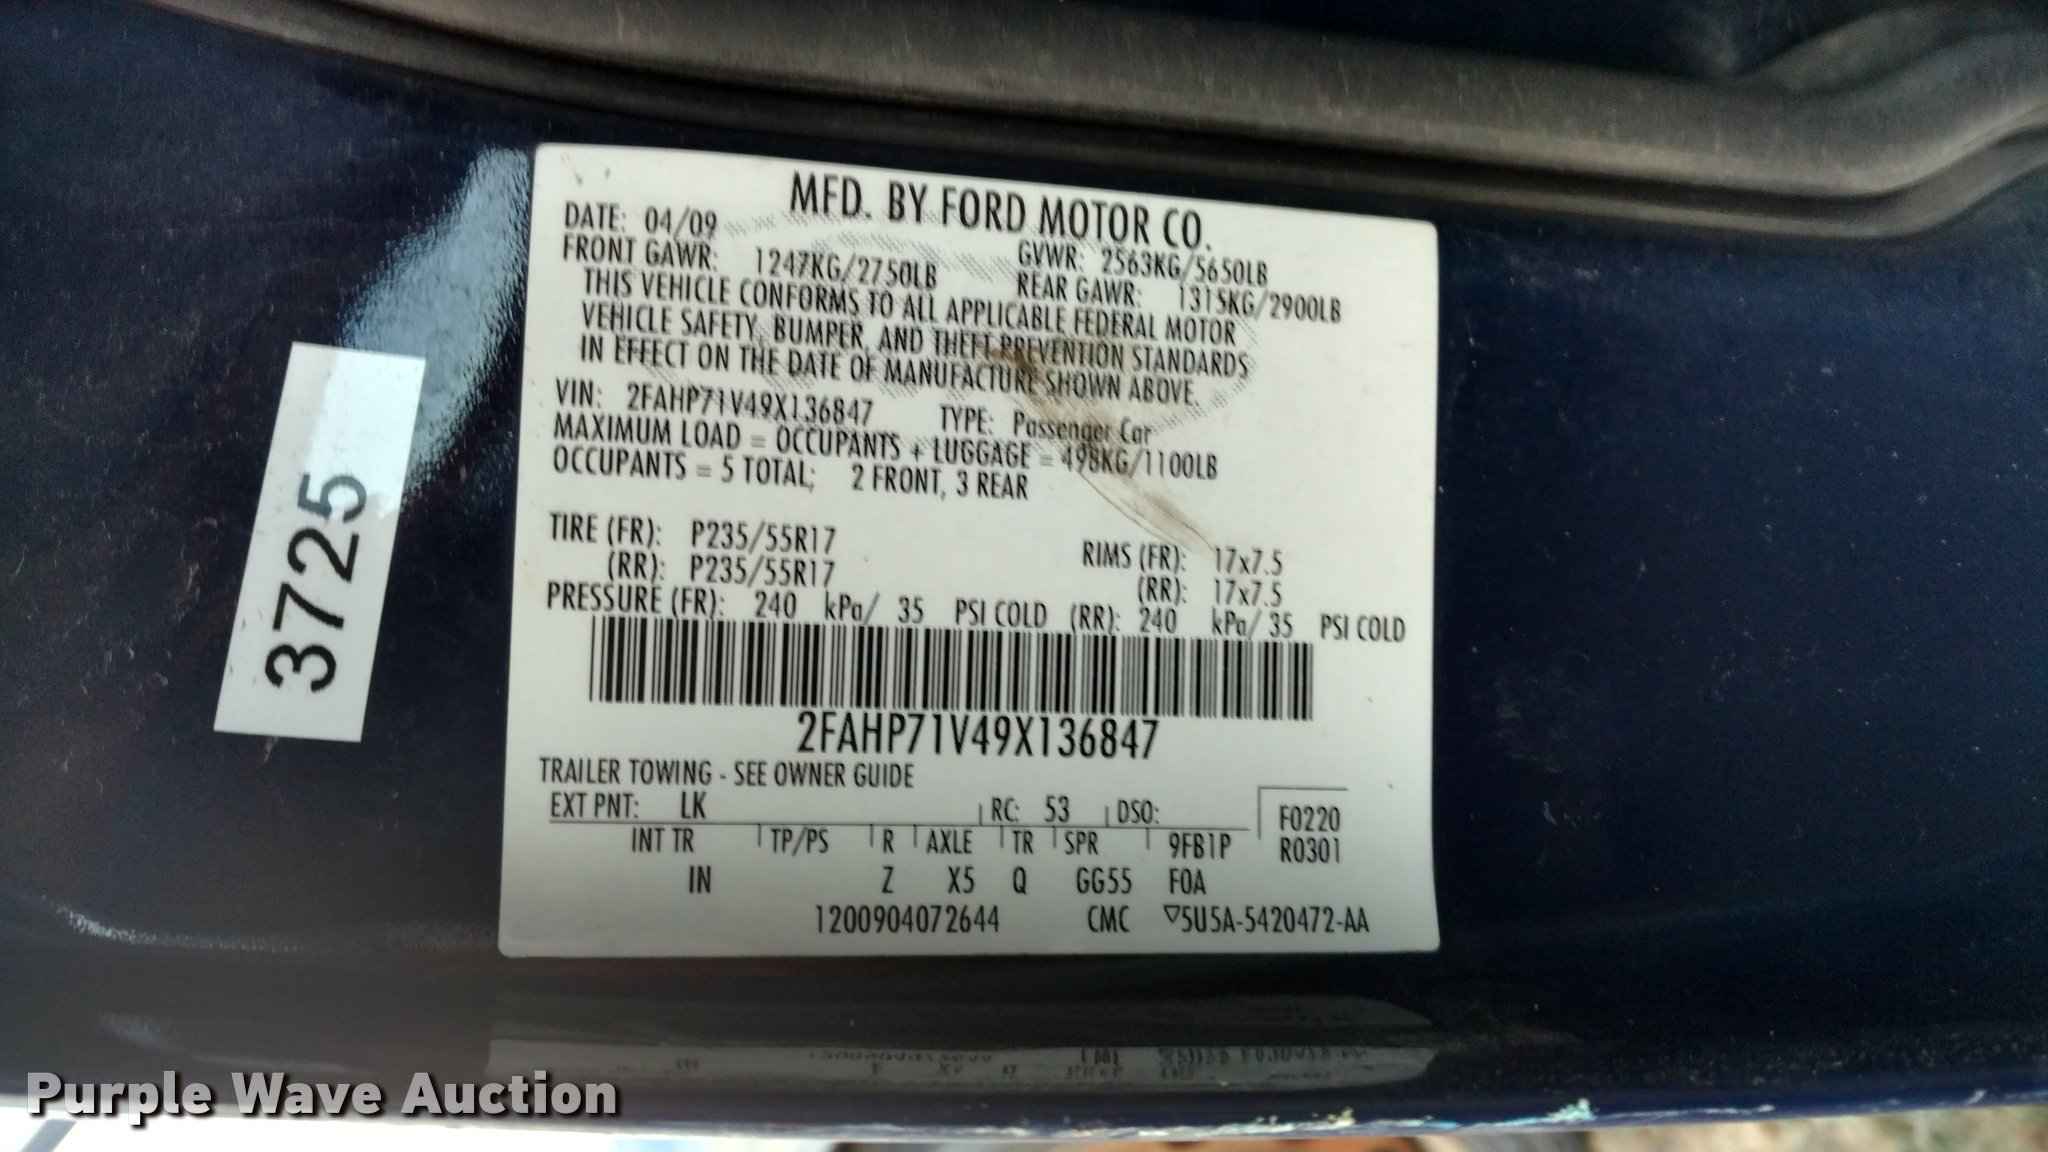 MFD. BY FORD MOTOR CO.
DATE: 04/09
GVWR: 2563KG/5650LB
FRONT GAWR: 1247KG/2750LB
REAR GAWR: 1315KG/2900LB
THIS VEHICLE CONFORMS TO ALL APPLICABLE FEDERAL MOTOR
VEHICLE SAFETY, BUMPER, AND THEFT PREVENTION STANDARDS
IN EFFECT ON THE DATE OF MANUFACTURE SHOWN ABOVE.
VIN: 2FAHP71V49X136847 TYPE: Passenger Car
MAXIMUM LOAD = OCCUPANTS + LUGGAGE = 498KG/1100LB
OCCUPANTS = 5 TOTAL; 2 FRONT, 3 REAR
TIRE (FR): P235/55R17 RIMS (FR): 17x7.5
(RR): P235/55R17 (RR): 17x7.5
PRESSURE (FR): 240 kPa/ 35 PSI COLD (RR): 240 kPa/ 35 PSI COLD
2FAHP71V49X136847
TRAILER TOWING - SEE OWNER GUIDE
EXT PNT: LK RC: 53 DSO: F0220
INT TR TP/PS R AXLE TR SPR 9FB1P R0301
IN Z X5 Q GG55 F0A
1200904072644 CMC ▽5U5A-5420472-AA
3725
Purple Wave Auction